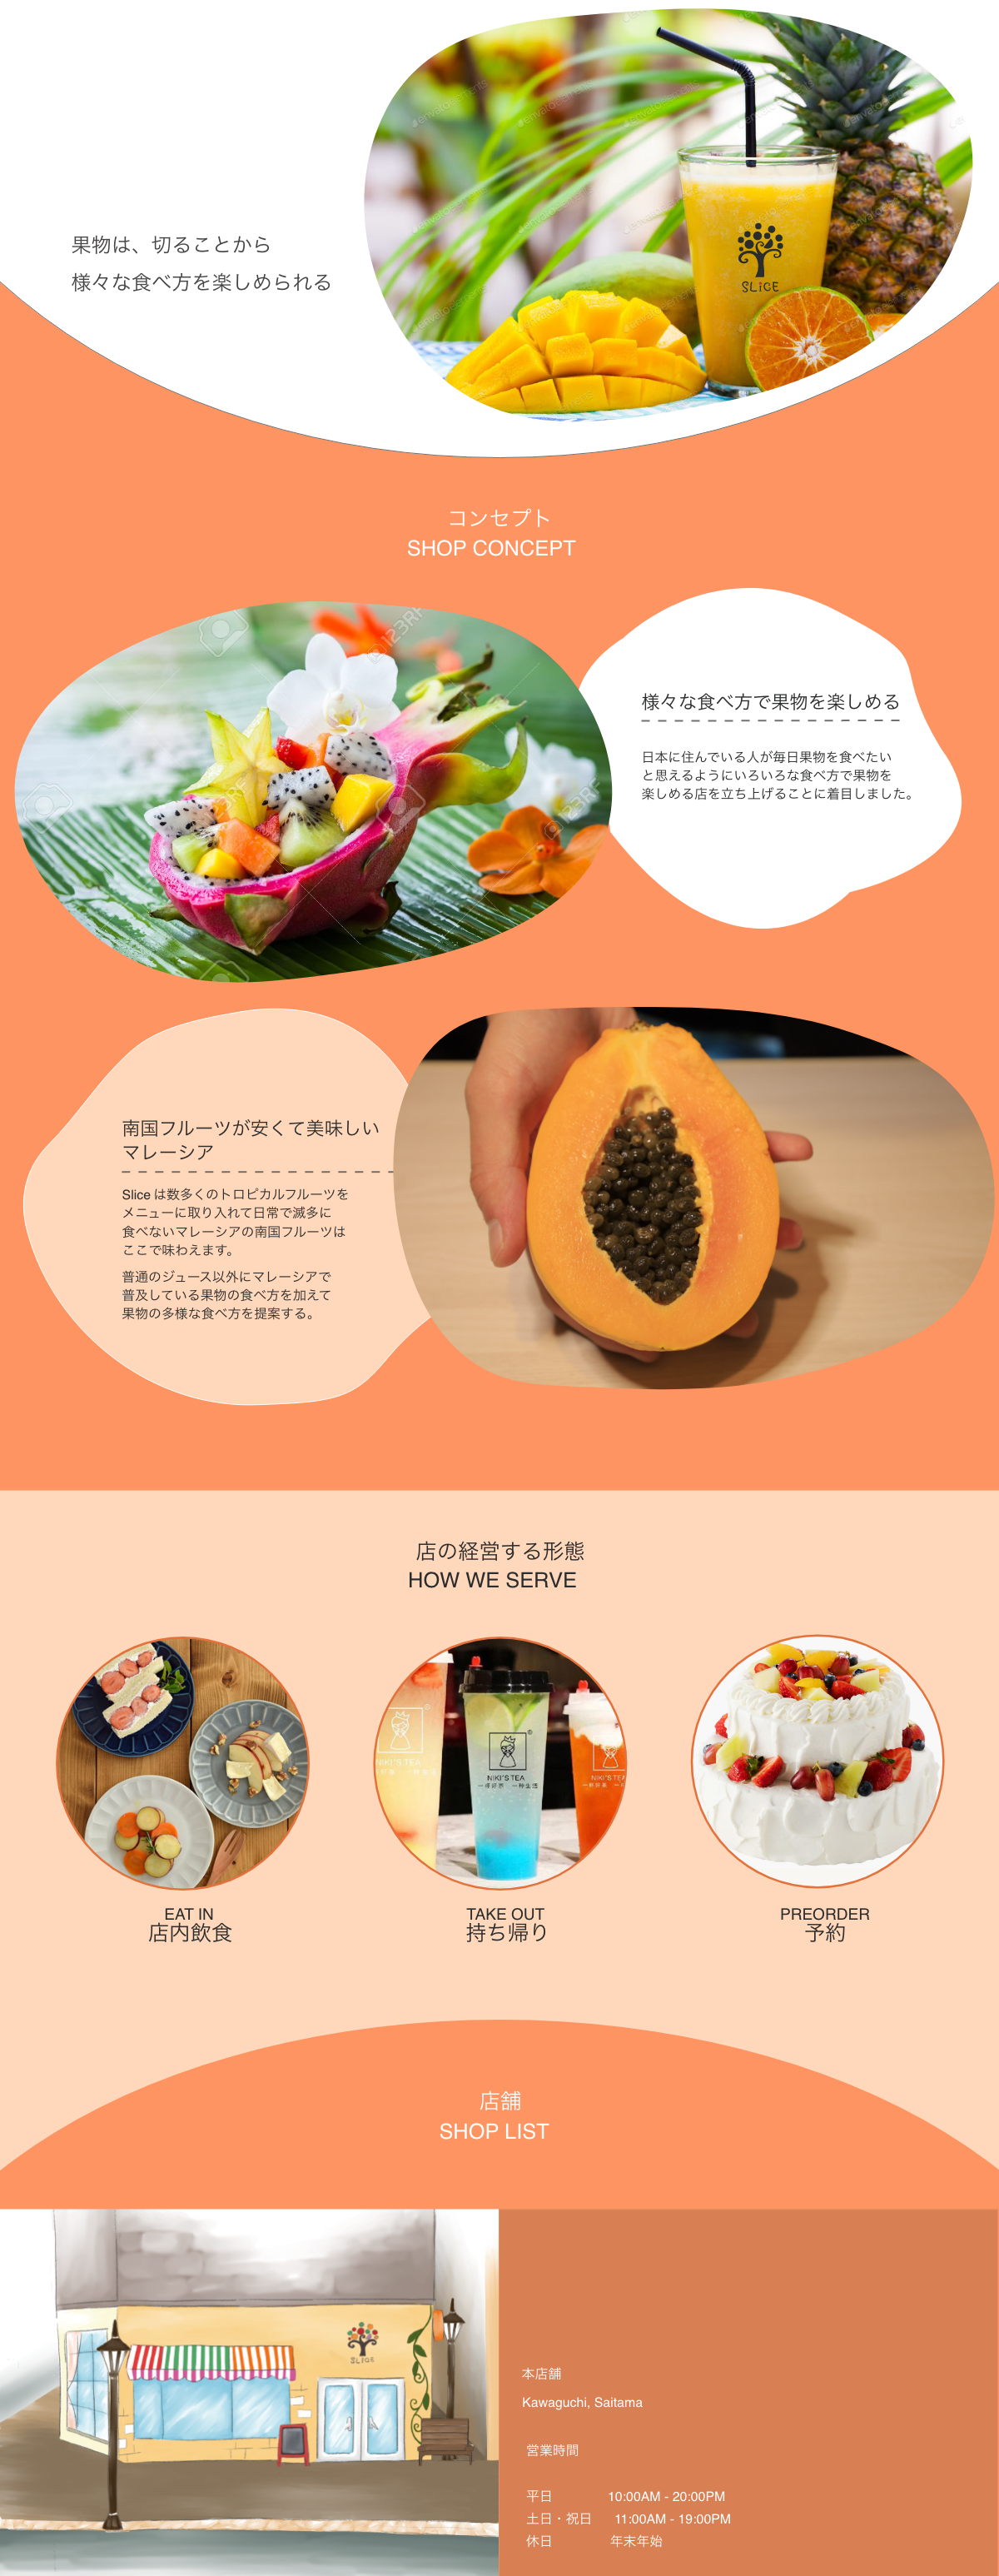 果物は、切ることから
様々な食べ方を楽しめられる
SLiCE
コンセプト
SHOP CONCEPT
123RF
123RF
様々な食べ方で果物を楽しめる
日本に住んでいる人が毎日果物を食べたい
と思えるようにいろいろな食べ方で果物を
楽しめる店を立ち上げることに着目しました。
南国フルーツが安くて美味しい
マレーシア
Slice は数多くのトロピカルフルーツを
メニューに取り入れて日常で滅多に
食べないマレーシアの南国フルーツは
ここで味わえます。
普通のジュース以外にマレーシアで
普及している果物の食べ方を加えて
果物の多様な食べ方を提案する。
店の経営する形態
HOW WE SERVE
NIKI'S TEA
一杯好茶 一种生活
EAT IN
店内飲食
TAKE OUT
持ち帰り
PREORDER
予約
店舗
SHOP LIST
SLICE
本店舗
Kawaguchi, Saitama
営業時間
平日 10:00AM - 20:00PM
土日・祝日 11:00AM - 19:00PM
休日 年末年始